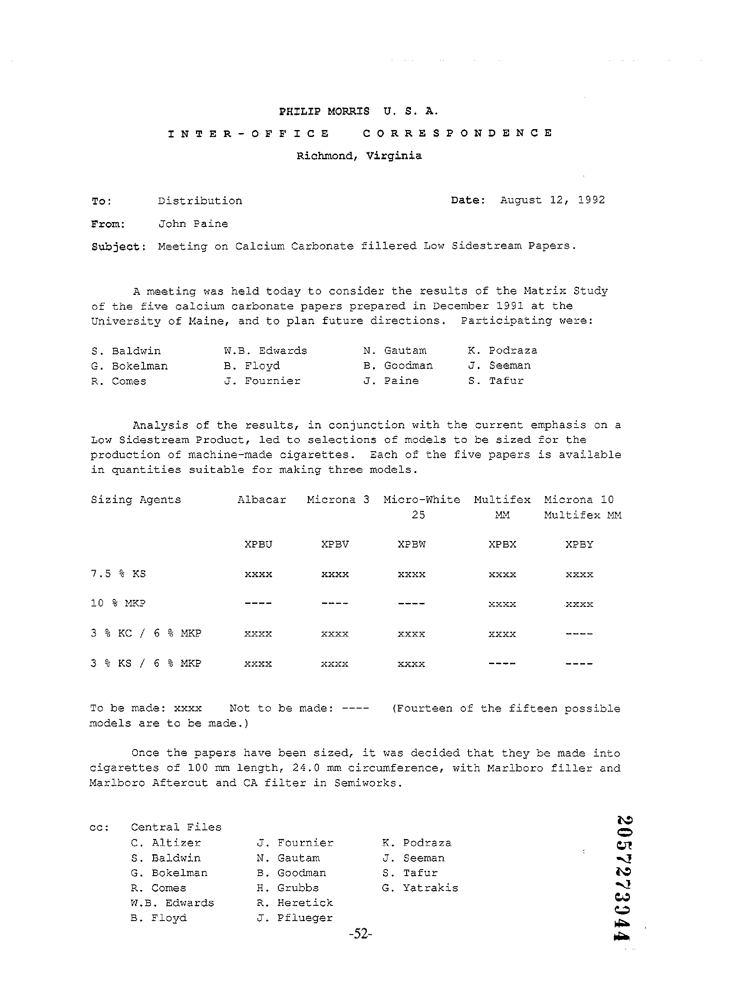 PHILIP MORRIS U. S. A.
INTER-OFFICE CORRESPONDENCE
Richmond, Virginia
To: Distribution Date: August 12, 1992
From: John Paine
Subject: Meeting on Calcium Carbonate fillered Low Sidestream Papers.
A meeting was held today to consider the results of the Matrix Study
of the five calcium carbonate papers prepared in December 1991 at the
University of Maine, and to plan future directions. Participating were:
S. Baldwin W.B. Edwards N. Gautam K. Podraza
G. Bokelman B. Floyd B. Goodman J. Seeman
R. Comes J. Fournier J. Paine S. Tafur
Analysis of the results, in conjunction with the current emphasis on a
Low Sidestream Product, led to selections of models to be sized for the
production of machine-made cigarettes. Each of the five papers is available
in quantities suitable for making three models.
Sizing Agents Albacar Microna 3 Micro-White Multifex Microna 10
25 MM Multifex MM
XPBU XPBV XPBW XPBX XPBY
7.5 % KS xxxx xxxx xxxx xxxx xxxx
10 % MKP ---- ---- ---- xxxx xxxx
3 % KC / 6 % MKP xxxx xxxx xxxx xxxx ----
3 % KS / 6 % MKP xxxx xxxx xxxx ---- ----
To be made: xxxx Not to be made: ---- (Fourteen of the fifteen possible
models are to be made.)
Once the papers have been sized, it was decided that they be made into
cigarettes of 100 mm length, 24.0 mm circumference, with Marlboro filler and
Marlboro Aftercut and CA filter in Semiworks.
cc: Central Files
C. Altizer J. Fournier K. Podraza
S. Baldwin N. Gautam J. Seeman
G. Bokelman B. Goodman S. Tafur
R. Comes H. Grubbs G. Yatrakis
W.B. Edwards R. Heretick
B. Floyd J. Pflueger
-52-
2057273944